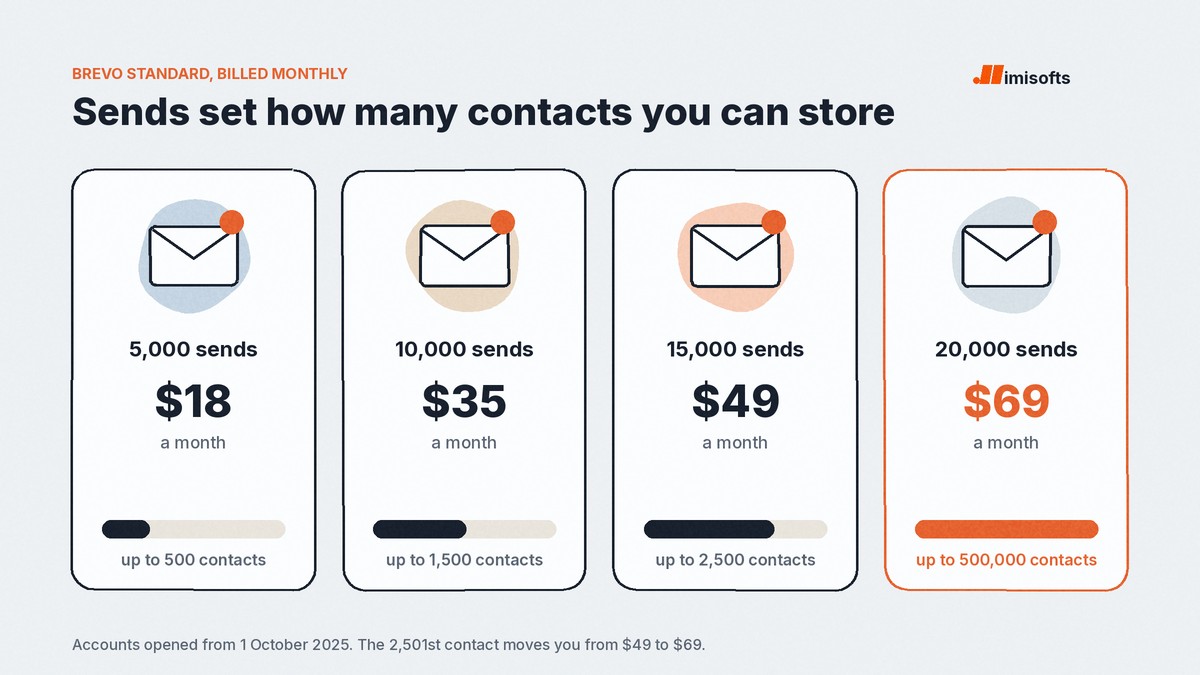 BREVO STANDARD, BILLED MONTHLY
imisofts
Sends set how many contacts you can store
5,000 sends
$18
a month
up to 500 contacts
10,000 sends
$35
a month
up to 1,500 contacts
15,000 sends
$49
a month
up to 2,500 contacts
20,000 sends
$69
a month
up to 500,000 contacts
Accounts opened from 1 October 2025. The 2,501st contact moves you from $49 to $69.